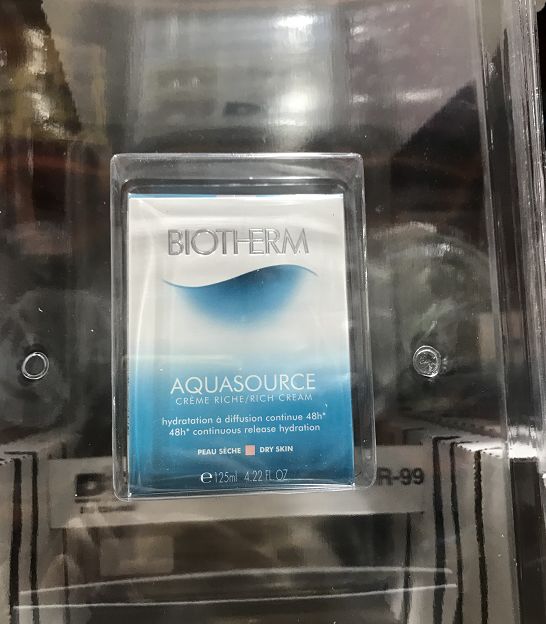 BIOTHERM
AQUASOURCE
CRÈME RICHE/RICH CREAM
hydratation à diffusion continue 48h*
48h* continuous release hydration
PEAU SÈCHE DRY SKIN
℮125ml 4.22 FL.OZ
R-99